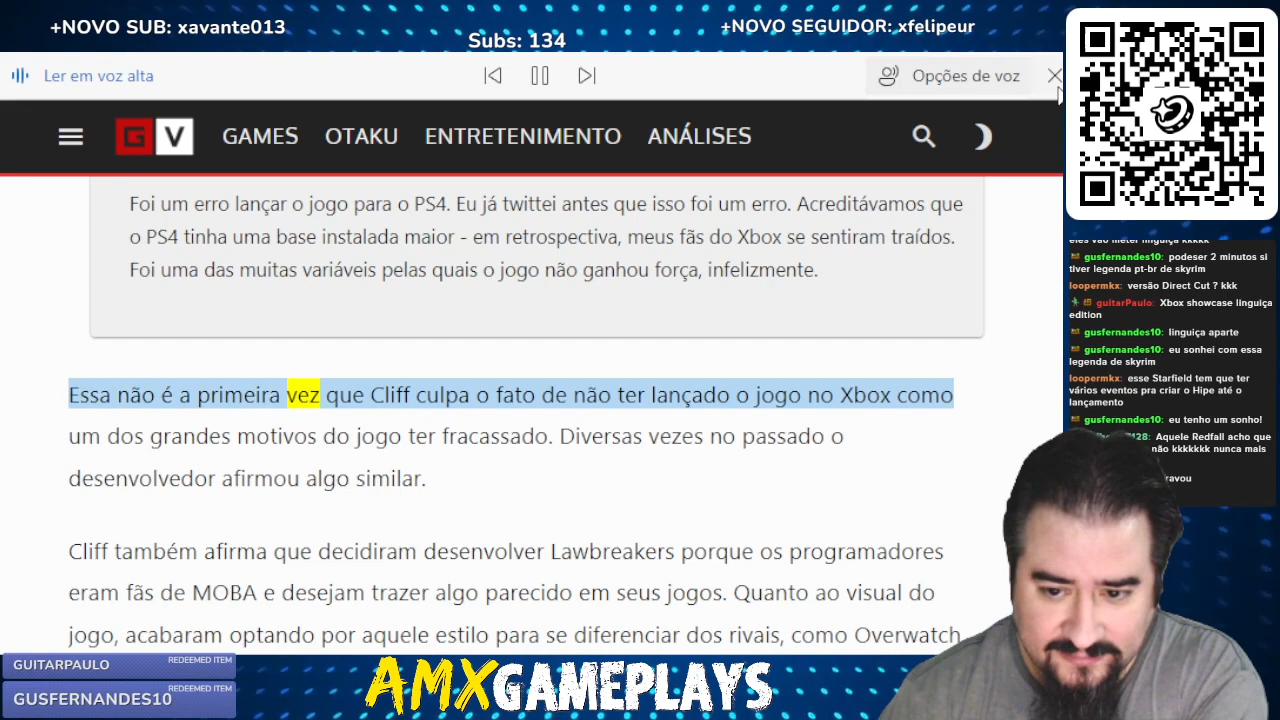 +NOVO SUB: xavante013
Subs: 134
+NOVO SEGUIDOR: xfelipeur
Ler em voz alta
Opções de voz
G V
GAMES
OTAKU
ENTRETENIMENTO
ANÁLISES
Foi um erro lançar o jogo para o PS4. Eu já twittei antes que isso foi um erro. Acreditávamos que
o PS4 tinha uma base instalada maior - em retrospectiva, meus fãs do Xbox se sentiram traídos.
Foi uma das muitas variáveis pelas quais o jogo não ganhou força, infelizmente.
Essa não é a primeira vez que Cliff culpa o fato de não ter lançado o jogo no Xbox como
um dos grandes motivos do jogo ter fracassado. Diversas vezes no passado o
desenvolvedor afirmou algo similar.
Cliff também afirma que decidiram desenvolver Lawbreakers porque os programadores
eram fãs de MOBA e desejam trazer algo parecido em seus jogos. Quanto ao visual do
jogo, acabaram optando por aquele estilo para se diferenciar dos rivais, como Overwatch
eles vão meter linguiça kkkkk
gusfernandes10: podeser 2 minutos si
tiver legenda pt-br de skyrim
loopermkx: versão Direct Cut ? kkk
guitarPaulo: Xbox showcase linguiça
edition
gusfernandes10: linguiça aparte
gusfernandes10: eu sonhei com essa
legenda de skyrim
loopermkx: esse Starfield tem que ter
vários eventos pra criar o Hipe até o
lançamento
gusfernandes10: eu tenho um sonho!
128: Aquele Redfall acho que
não kkkkkkk nunca mais
ravou
GUITARPAULO
REDEEMED ITEM
GUSFERNANDES10
REDEEMED ITEM
AMXGAMEPLAYS